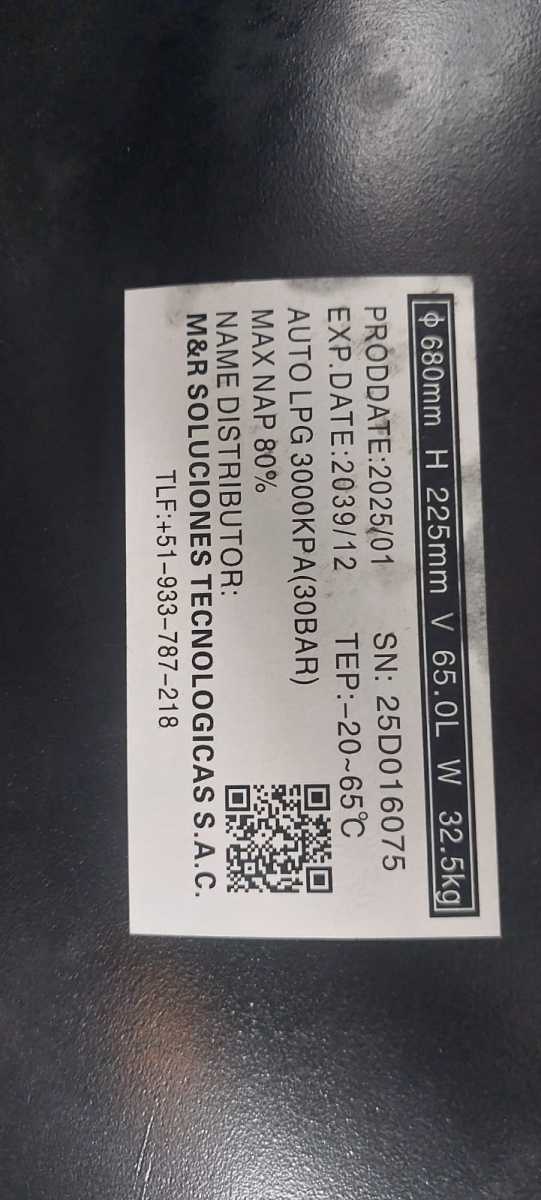 ϕ 680mm H 225mm V 65.0L W 32.5kg
PRODDATE:2025/01 SN: 25D016075
EXP.DATE:2039/12 TEP:-20~65℃
AUTO LPG 3000KPA(30BAR)
MAX NAP 80%
NAME DISTRIBUTOR:
M&R SOLUCIONES TECNOLOGICAS S.A.C.
TLF:+51-933-787-218